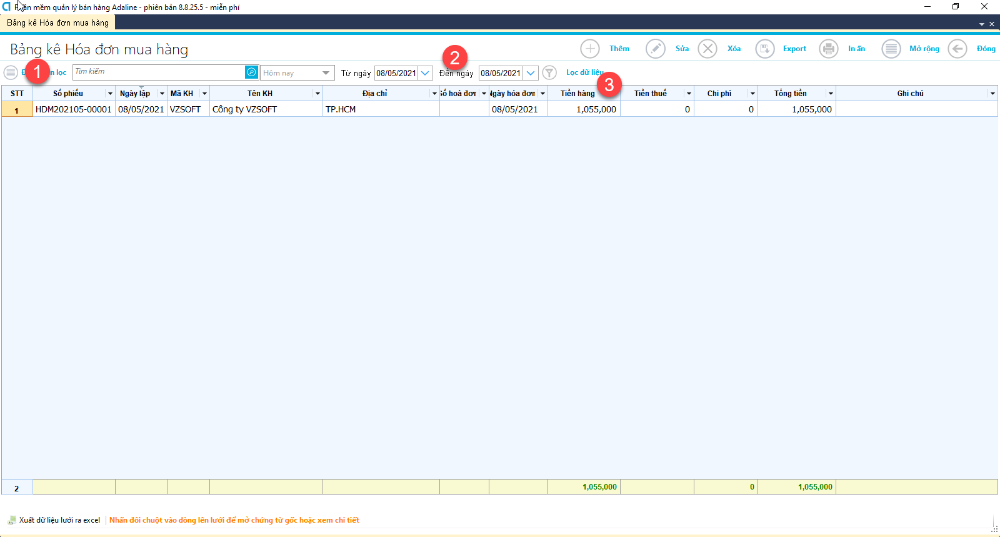 Phần mềm quản lý bán hàng Adaline - phiên bản 8.8.25.5 - miễn phí
Bảng kê Hóa đơn mua hàng
Bảng kê Hóa đơn mua hàng
Thêm Sửa Xóa Export In ấn Mở rộng Đóng
1 lọc Tìm kiếm Hôm nay Từ ngày 08/05/2021 2 Đến ngày 08/05/2021 Lọc dữ liệu 3
STT Số phiếu Ngày lập Mã KH Tên KH Địa chỉ Số hoá đơn Ngày hóa đơn Tiền hàng Tiền thuế Chi phí Tổng tiền Ghi chú
1 HDM202105-00001 08/05/2021 VZSOFT Công ty VZSOFT TP.HCM 08/05/2021 1,055,000 0 0 1,055,000
2 1,055,000 0 1,055,000
Xuất dữ liệu lưới ra excel Nhấn đôi chuột vào dòng lên lưới để mở chứng từ gốc hoặc xem chi tiết